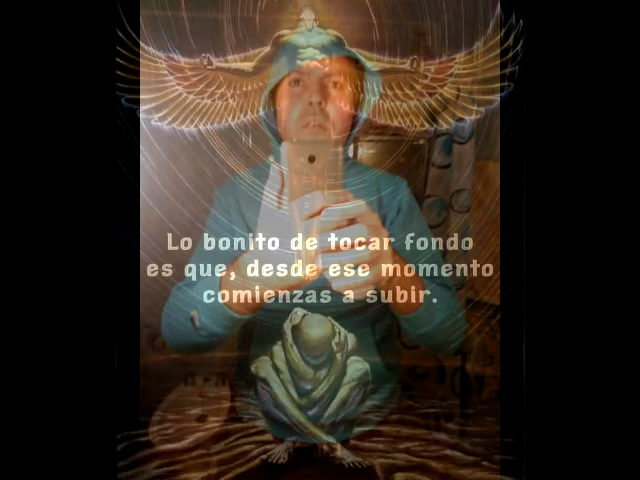 Lo bonito de tocar fondo
es que, desde ese momento
comienzas a subir.